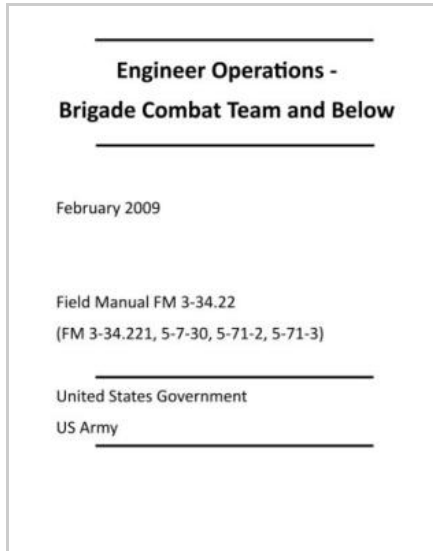 Engineer Operations -
Brigade Combat Team and Below
February 2009
Field Manual FM 3-34.22
(FM 3-34.221, 5-7-30, 5-71-2, 5-71-3)
United States Government
US Army